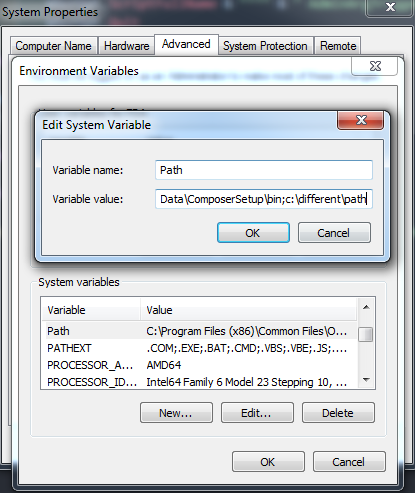 System Properties
Computer Name Hardware Advanced System Protection Remote
Environment Variables
Edit System Variable
Variable name: Path
Variable value: Data\ComposerSetup\bin;c:\different\path
OK Cancel
System variables
Variable Value
Path C:\Program Files (x86)\Common Files\O...
PATHEXT .COM;.EXE;.BAT;.CMD;.VBS;.VBE;.JS;....
PROCESSOR_A... AMD64
PROCESSOR_ID... Intel64 Family 6 Model 23 Stepping 10, ...
New... Edit... Delete
OK Cancel